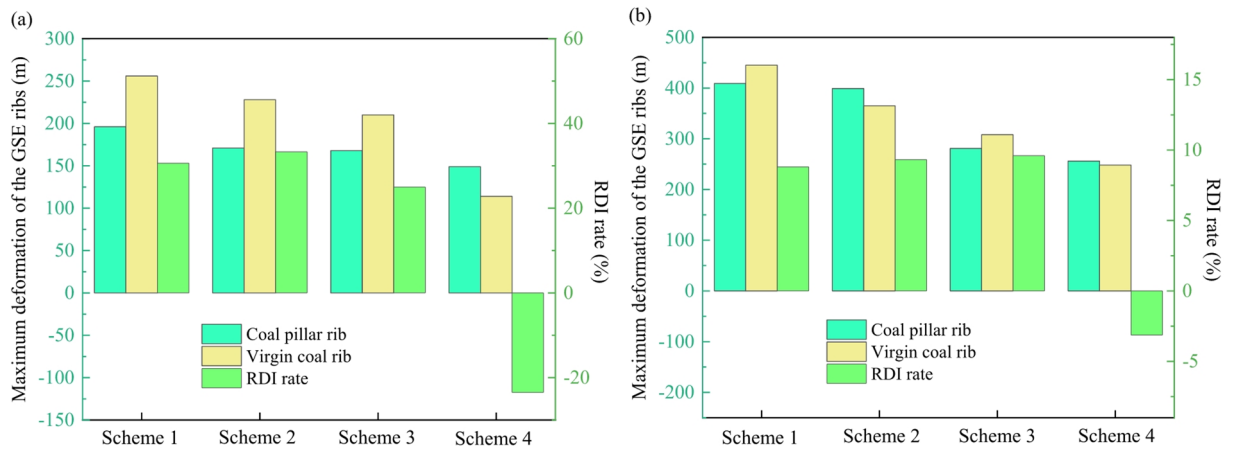 (a)
Maximum deformation of the GSE ribs (m)
300
250
200
150
100
50
0
-50
-100
-150
60
40
20
0
-20
RDI rate (%)
Coal pillar rib
Virgin coal rib
RDI rate
Scheme 1
Scheme 2
Scheme 3
Scheme 4
(b)
Maximum deformation of the GSE ribs (m)
500
400
300
200
100
0
-100
-200
15
10
5
0
-5
RDI rate (%)
Coal pillar rib
Virgin coal rib
RDI rate
Scheme 1
Scheme 2
Scheme 3
Scheme 4